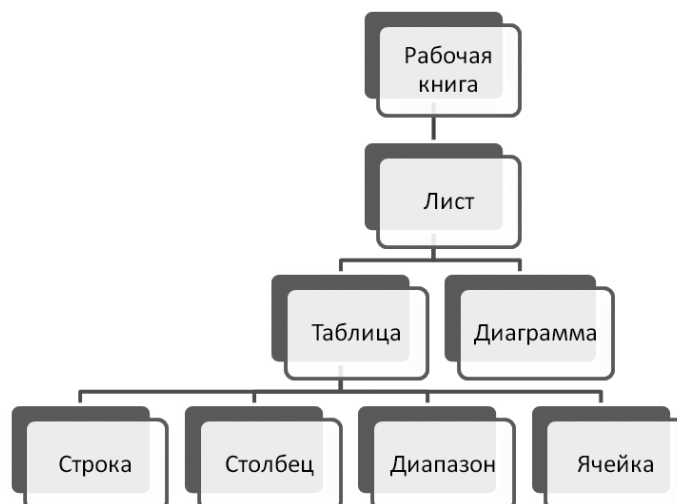 Рабочая
книга
Лист
Таблица
Диаграмма
Строка
Столбец
Диапазон
Ячейка